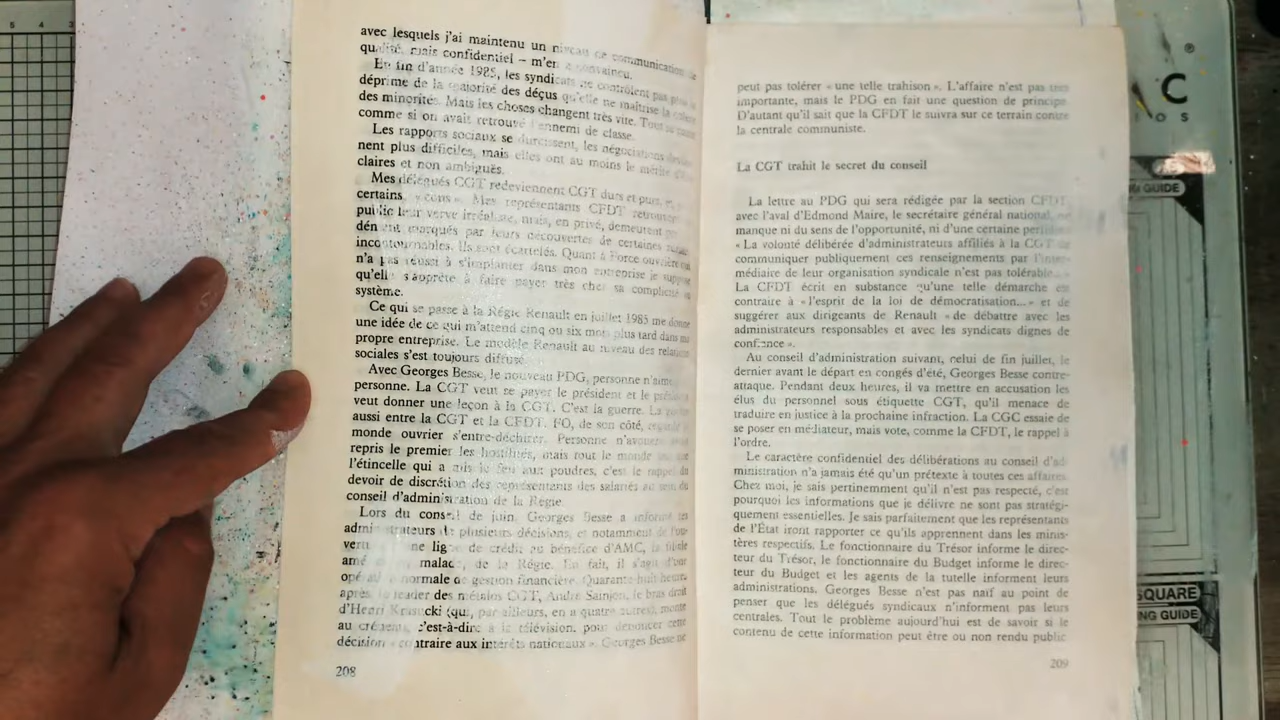 avec lesquels j'ai maintenu un niveau de communication de
qualité, mais confidentiel – m'en a convaincu.
En fin d'année 1985, les syndicats ne contrôlent pas plus la
déprime de la majorité des déçus qu'elle ne maîtrise la colère
des minorités. Mais les choses changent très vite. Tout se
comme si on avait retrouvé l'ennemi de classe.
Les rapports sociaux se durcissent, les négociations
nent plus difficiles, mais elles ont au moins le mérite d'être
claires et non ambiguës.
Mes délégués CGT redeviennent CGT durs et purs, et,
certains, « cons ». Mes représentants CFDT
public leur verve irréaliste, mais, en privé, demeurent
marqués par leurs découvertes de certaines
incontournables. Ils sont écartelés. Quant à Force ouvrière qui
n'a pas réussi à s'implanter dans mon entreprise je suppose
qu'elle s'apprête à faire payer très cher sa complicité au
système.
Ce qui se passe à la Régie Renault en juillet 1985 me donne
une idée de ce qui m'attend cinq ou six mois plus tard dans ma
propre entreprise. Le modèle Renault au niveau des relations
sociales s'est toujours diffusé.
Avec Georges Besse, le nouveau PDG, personne n'aime
personne. La CGT veut se payer le président et le président
veut donner une leçon à la CGT. C'est la guerre. La
aussi entre la CGT et la CFDT. FO, de son côté, regarde le
monde ouvrier s'entre-déchirer. Personne n'avouera
repris le premier les hostilités, mais tout le monde que
l'étincelle qui a mis le feu aux poudres, c'est le rappel du
devoir de discrétion des représentants des salariés au sein du
conseil d'administration de la Régie.
Lors du conseil de juin, Georges Besse a informé les
administrateurs de plusieurs décisions, et notamment de l'ou-
verture d'une ligne de crédit au bénéfice d'AMC, la filiale
malade, de la Régie. En fait, il s'agit d'une
opération normale de gestion financière. Quarante-huit heures
après, le leader des métallos CGT, André Sainjon, le bras droit
d'Henri Krasucki (qui, par ailleurs, en a quatre autres), monte
au créneau, c'est-à-dire à la télévision, pour dénoncer cette
décision « contraire aux intérêts nationaux ». Georges Besse ne
208
peut pas tolérer « une telle trahison ». L'affaire n'est pas très
importante, mais le PDG en fait une question de principe.
D'autant qu'il sait que la CFDT le suivra sur ce terrain contre
la centrale communiste.
La CGT trahit le secret du conseil
La lettre au PDG qui sera rédigée par la section CFDT
avec l'aval d'Edmond Maire, le secrétaire général national, ne
manque ni du sens de l'opportunité, ni d'une certaine perfidie.
« La volonté délibérée d'administrateurs affiliés à la CGT de
communiquer publiquement ces renseignements par l'inter-
médiaire de leur organisation syndicale n'est pas tolérable... »
La CFDT écrit en substance qu'une telle démarche est
contraire à « l'esprit de la loi de démocratisation... » et de
suggérer aux dirigeants de Renault « de débattre avec les
administrateurs responsables et avec les syndicats dignes de
confiance ».
Au conseil d'administration suivant, celui de fin juillet, le
dernier avant le départ en congés d'été, Georges Besse contre-
attaque. Pendant deux heures, il va mettre en accusation les
élus du personnel sous étiquette CGT, qu'il menace de
traduire en justice à la prochaine infraction. La CGC essaie de
se poser en médiateur, mais vote, comme la CFDT, le rappel à
l'ordre.
Le caractère confidentiel des délibérations au conseil d'ad-
ministration n'a jamais été qu'un prétexte à toutes ces affaires.
Chez moi, je sais pertinemment qu'il n'est pas respecté, c'est
pourquoi les informations que je délivre ne sont pas stratégi-
quement essentielles. Je sais parfaitement que les représentants
de l'État iront rapporter ce qu'ils apprennent dans les minis-
tères respectifs. Le fonctionnaire du Trésor informe le direc-
teur du Trésor, le fonctionnaire du Budget informe le direc-
teur du Budget et les agents de la tutelle informent leurs
administrations. Georges Besse n'est pas naïf au point de
penser que les délégués syndicaux n'informent pas leurs
centrales. Tout le problème aujourd'hui est de savoir si le
contenu de cette information peut être ou non rendu public
209
GUIDE
SQUARE
NG GUIDE